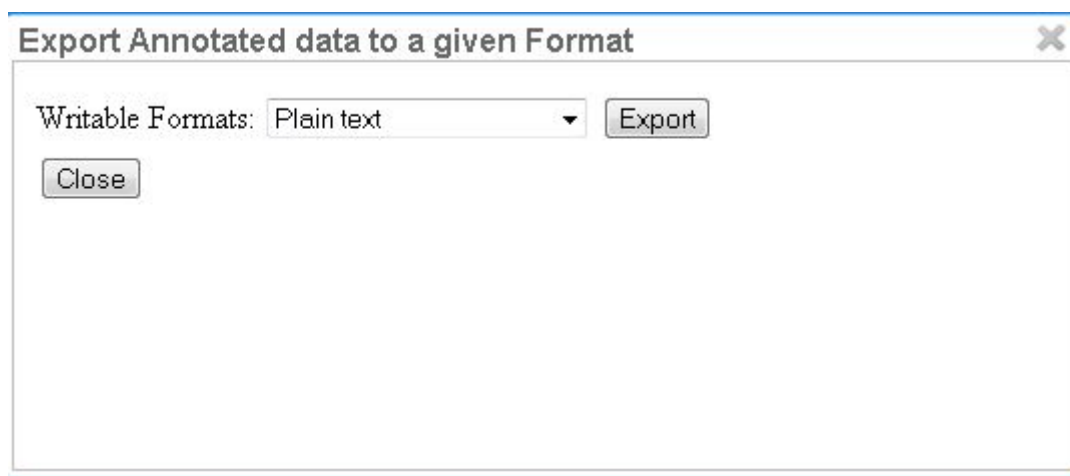 Export Annotated data to a given Format
Writable Formats: Plain text Export
Close